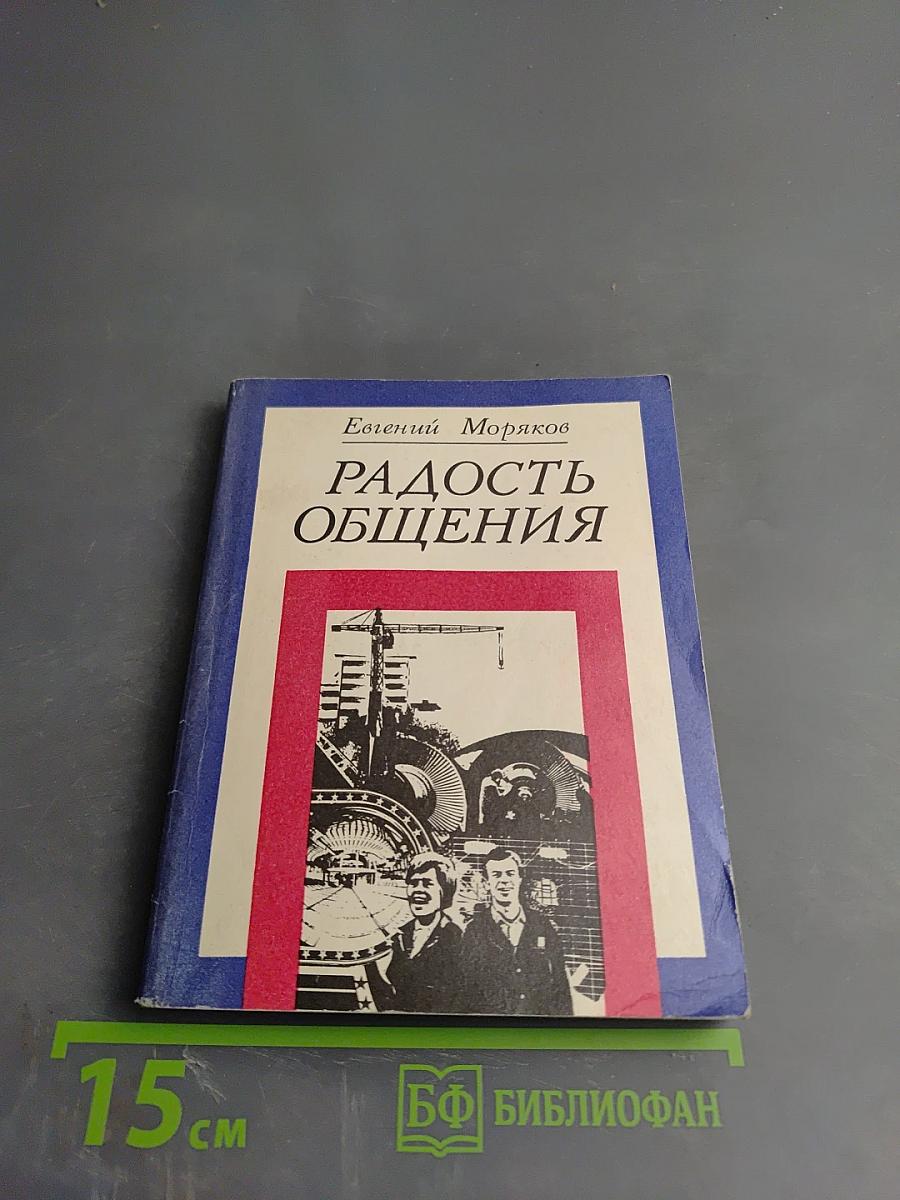 Евгений Моряков
РАДОСТЬ
ОБЩЕНИЯ
15 см
БФ БИБЛИОФАН